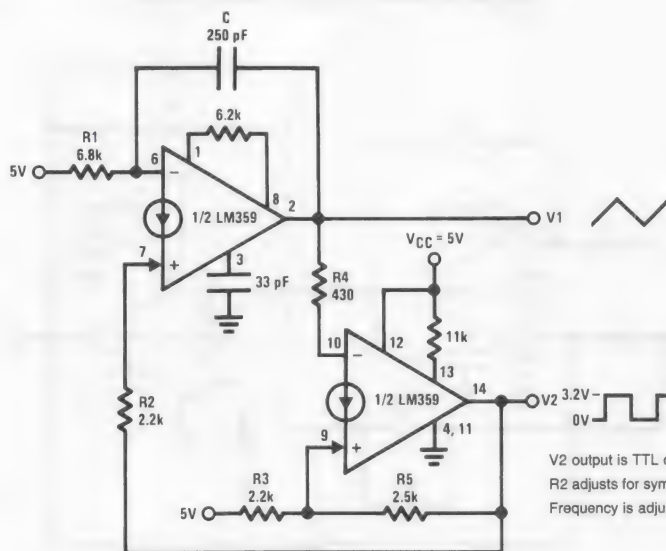 C
250 pF
6.2k
R1
6.8k
5V
6
1
8
2
1/2 LM359
V1
7
3
33 pF
VCC = 5V
R4
430
12
11k
10
13
14
V2
3.2V
0V
1/2 LM359
R2
2.2k
9
4, 11
V2 output is TTL
R3
2.2k
R5
2.5k
R2 adjusts for
5V
Frequency is